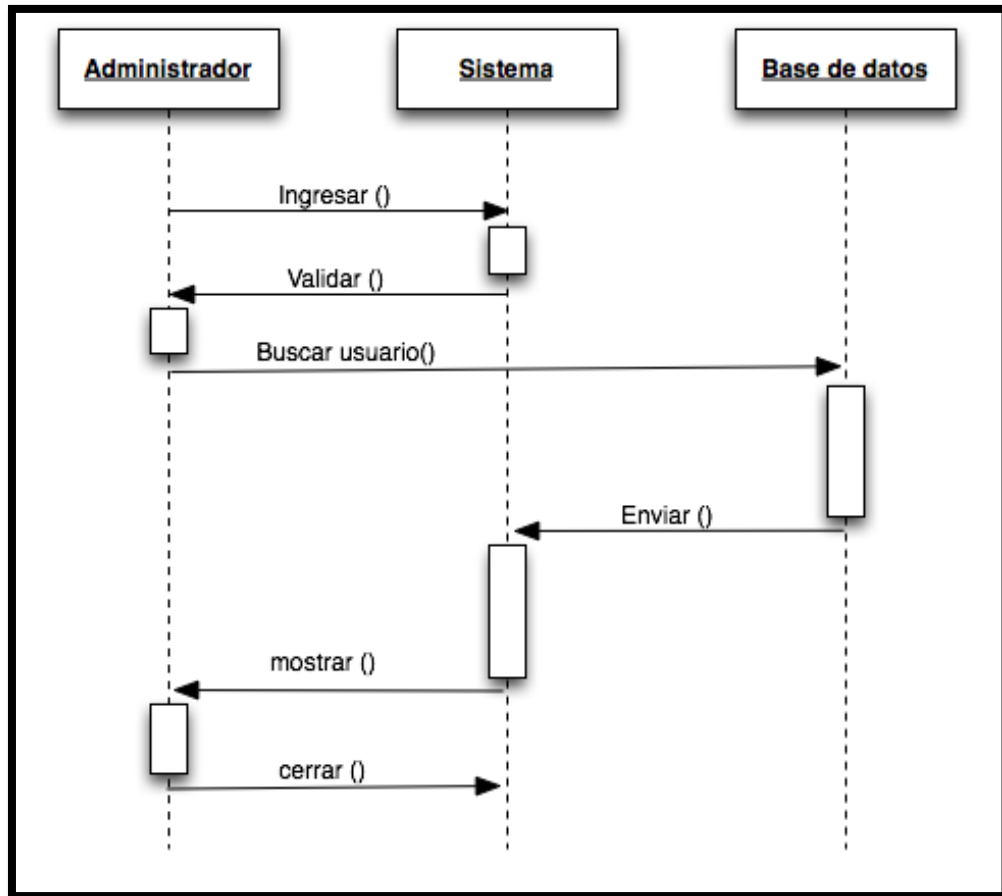 Administrador
Sistema
Base de datos
Ingresar ()
Validar ()
Buscar usuario()
Enviar ()
mostrar ()
cerrar ()